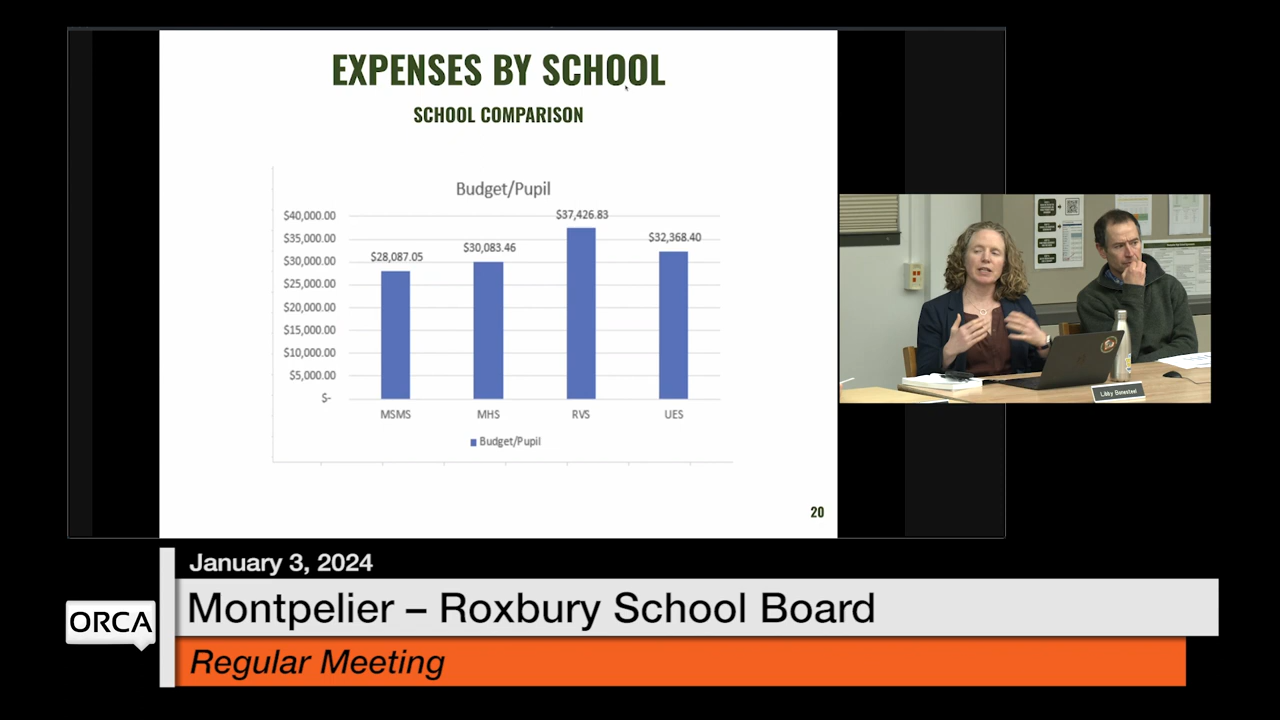 EXPENSES BY SCHOOL
SCHOOL COMPARISON
Budget/Pupil
$40,000.00
$35,000.00
$30,000.00
$25,000.00
$20,000.00
$15,000.00
$10,000.00
$5,000.00
$-
$28,087.05
$30,083.46
$37,426.83
$32,368.40
MSMS
MHS
RVS
UES
Budget/Pupil
20
Libby Bonesteel
January 3, 2024
Montpelier – Roxbury School Board
Regular Meeting
ORCA